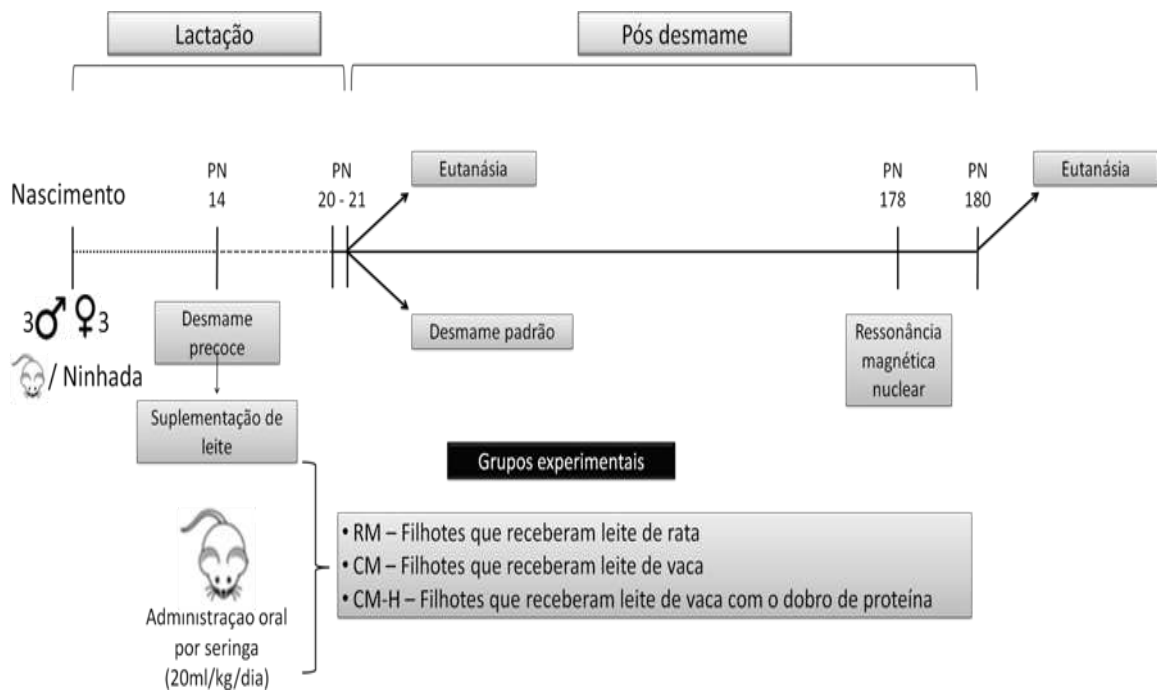 Lactação
Pós desmame
Nascimento
PN
14
PN
20 - 21
Eutanásia
PN
178
PN
180
Eutanásia
3♂ ♀3
/ Ninhada
Desmame
precoce
Desmame padrão
Ressonância
magnética
nuclear
Suplementação de
leite
Grupos experimentais
• RM – Filhotes que receberam leite de rata
• CM – Filhotes que receberam leite de vaca
• CM-H – Filhotes que receberam leite de vaca com o dobro de proteína
Administraçao oral
por seringa
(20ml/kg/dia)